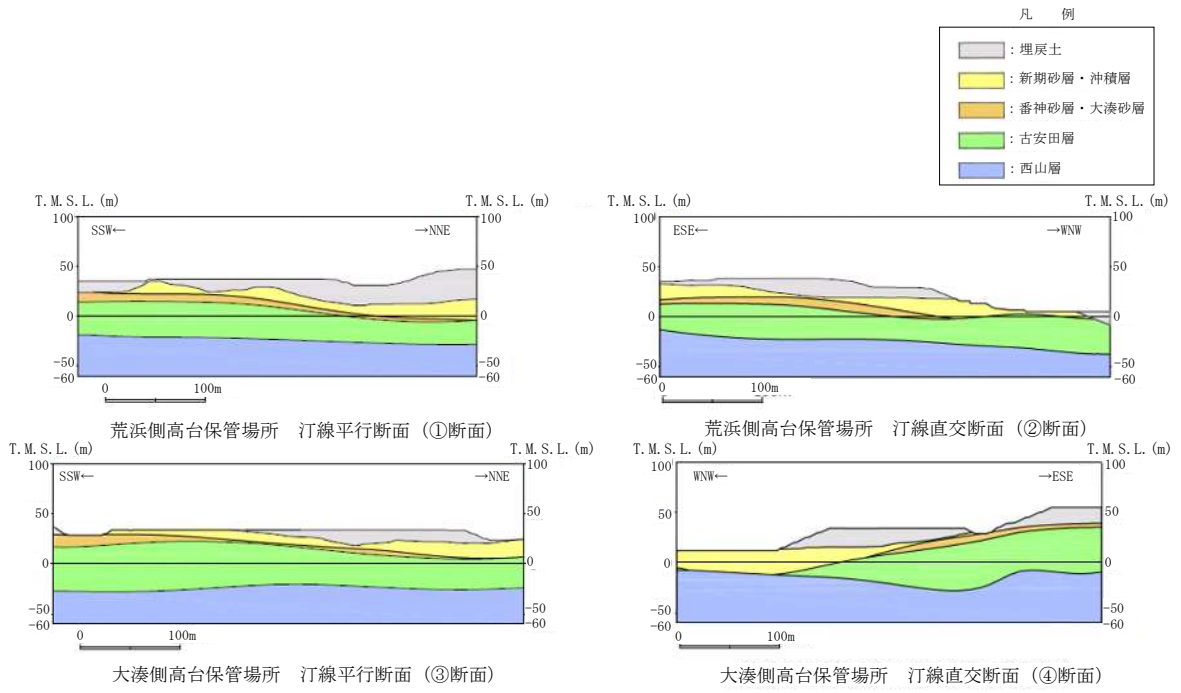 凡 例
：埋戻土
：新期砂層・沖積層
：番神砂層・大湊砂層
：古安田層
：西山層
T.M.S.L.(m) T.M.S.L.(m)
100 100
SSW← →NNE
50 50
0 0
-50 -50
-60 -60
0 100m
荒浜側高台保管場所 汀線平行断面（①断面）
T.M.S.L.(m) T.M.S.L.(m)
100 100
ESE← →WNW
50 50
0 0
-50 -50
-60 -60
0 100m
荒浜側高台保管場所 汀線直交断面（②断面）
T.M.S.L.(m) T.M.S.L.(m)
100 100
SSW← →NNE
50 50
0 0
-50 -50
-60 -60
0 100m
大湊側高台保管場所 汀線平行断面（③断面）
T.M.S.L.(m) T.M.S.L.(m)
100 100
WNW← →ESE
50 50
0 0
-50 -50
-60 -60
0 100m
大湊側高台保管場所 汀線直交断面（④断面）